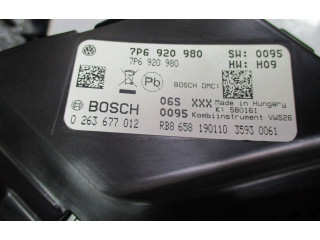 7P6 920 980 SW: 0095
7P6 920 980 HW: H09
Pb BOSCH DMC:
BOSCH 06S XXX Made in Hungary
0095 K: 580161
0 263 677 012 Kombiinstrument VW526
RB8 658 190110 3593 0061